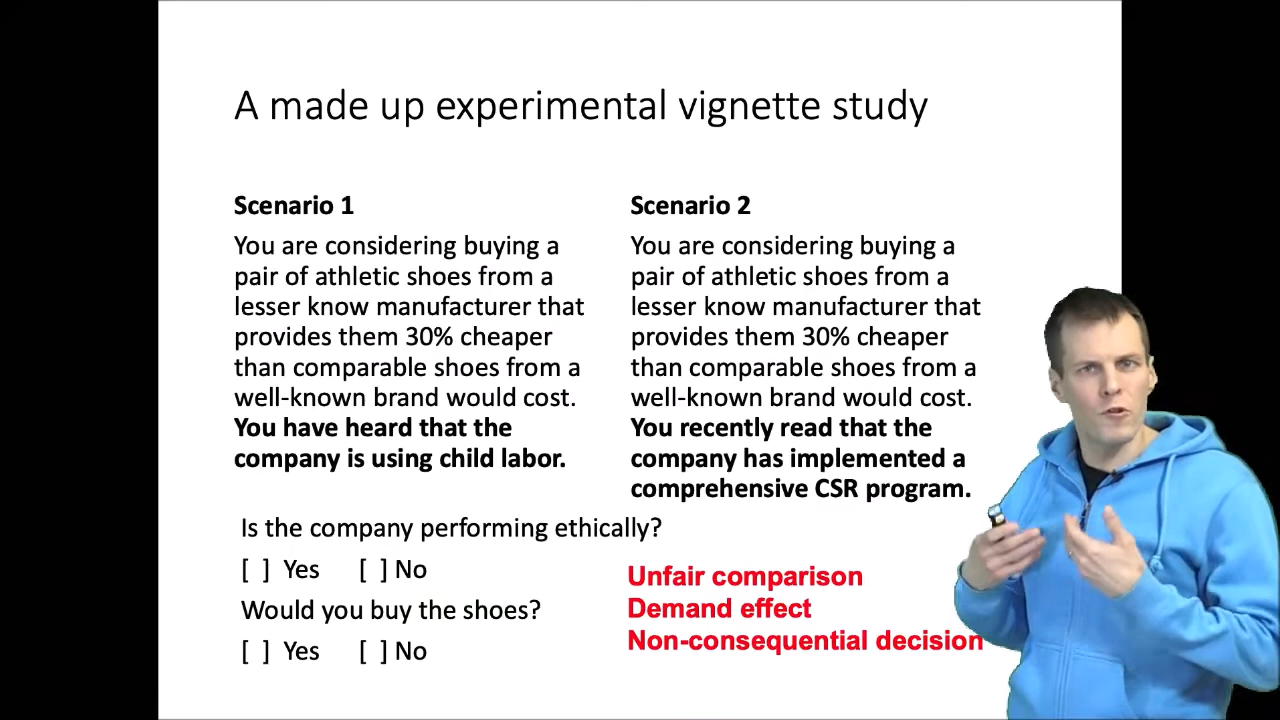 A made up experimental vignette study
Scenario 1
You are considering buying a
pair of athletic shoes from a
lesser know manufacturer that
provides them 30% cheaper
than comparable shoes from a
well-known brand would cost.
You have heard that the
company is using child labor.
Scenario 2
You are considering buying a
pair of athletic shoes from a
lesser know manufacturer that
provides them 30% cheaper
than comparable shoes from a
well-known brand would cost.
You recently read that the
company has implemented a
comprehensive CSR program.
Is the company performing ethically?
[ ] Yes [ ] No
Would you buy the shoes?
[ ] Yes [ ] No
Unfair comparison
Demand effect
Non-consequential decision